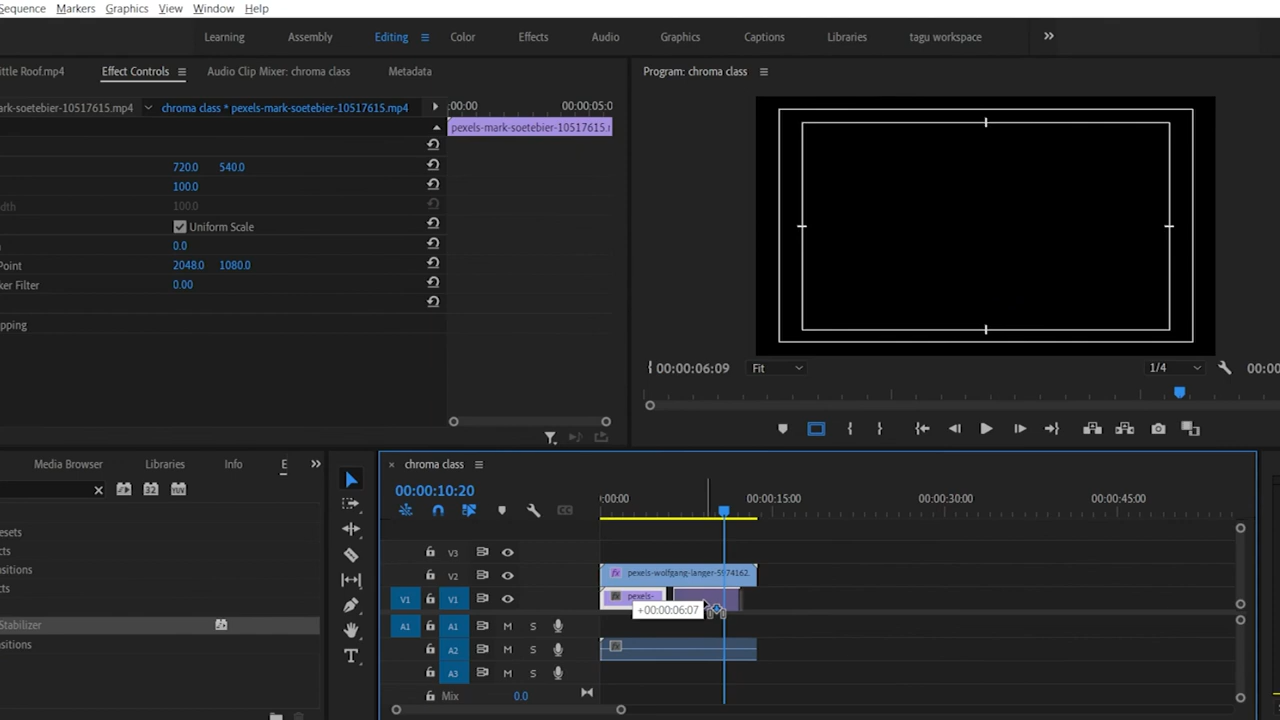 Sequence Markers Graphics View Window Help
Learning Assembly Editing Color Effects Audio Graphics Captions Libraries tagu workspace
ittle Roof.mp4 Effect Controls Audio Clip Mixer: chroma class Metadata
Program: chroma class
ark-soetebier-10517615.mp4 chroma class * pexels-mark-soetebier-10517615.mp4
:00:00 00:00:05:0
pexels-mark-soetebier-10517615.m
720.0 540.0
100.0
dth 100.0
Uniform Scale
0.0
Point 2048.0 1080.0
ker Filter 0.00
pping
00:00:06:09 Fit 1/4 00:00
Media Browser Libraries Info E
32 YUV
esets
cts
sitions
cts
Stabilizer
nsitions
chroma class
00:00:10:20
:00:00 00:00:15:00 00:00:30:00 00:00:45:00
V3
V2 pexels-wolfgang-langer-5974162.
V1 V1 pexels-
+00:00:06:07
A1 A1 M S
A2 M S
A3 M S
Mix 0.0